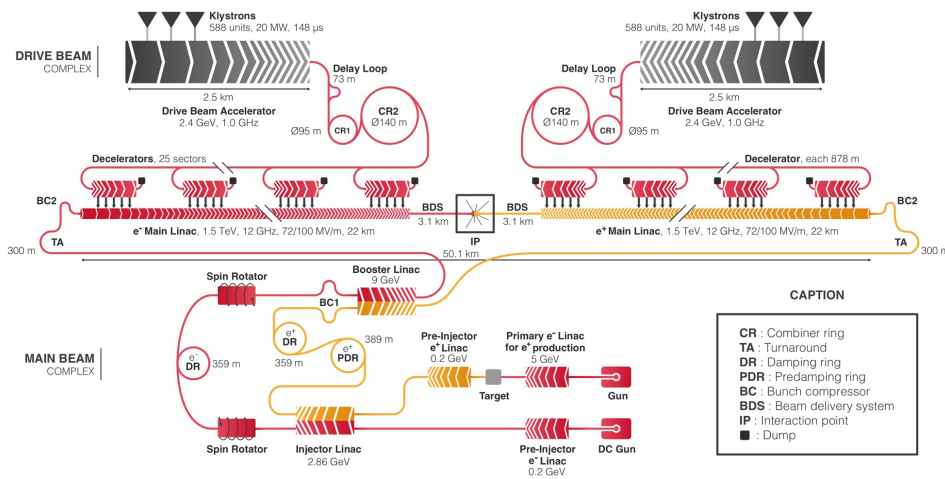 Klystrons
588 units, 20 MW, 148 µs
Klystrons
588 units, 20 MW, 148 µs
DRIVE BEAM
COMPLEX
Delay Loop
73 m
Delay Loop
73 m
2.5 km
2.5 km
Drive Beam Accelerator
2.4 GeV, 1.0 GHz
Drive Beam Accelerator
2.4 GeV, 1.0 GHz
CR2
Ø140 m
CR1
Ø95 m
CR2
Ø140 m
CR1
Ø95 m
Decelerators, 25 sectors
Decelerator, each 878 m
BC2
BDS
3.1 km
BDS
3.1 km
BC2
IP
e⁻ Main Linac, 1.5 TeV, 12 GHz, 72/100 MV/m, 22 km
e⁺ Main Linac, 1.5 TeV, 12 GHz, 72/100 MV/m, 22 km
TA
300 m
TA
300 m
50.1 km
Spin Rotator
Booster Linac
9 GeV
BC1
MAIN BEAM
COMPLEX
e⁻
DR
359 m
e⁺
DR
359 m
e⁺
PDR
389 m
Pre-Injector
e⁺ Linac
0.2 GeV
Primary e⁻ Linac
for e⁺ production
5 GeV
Target
Gun
Spin Rotator
Injector Linac
2.86 GeV
Pre-Injector
e⁻ Linac
0.2 GeV
DC Gun
CAPTION
CR : Combiner ring
TA : Turnaround
DR : Damping ring
PDR : Predamping ring
BC : Bunch compressor
BDS : Beam delivery system
IP : Interaction point
: Dump